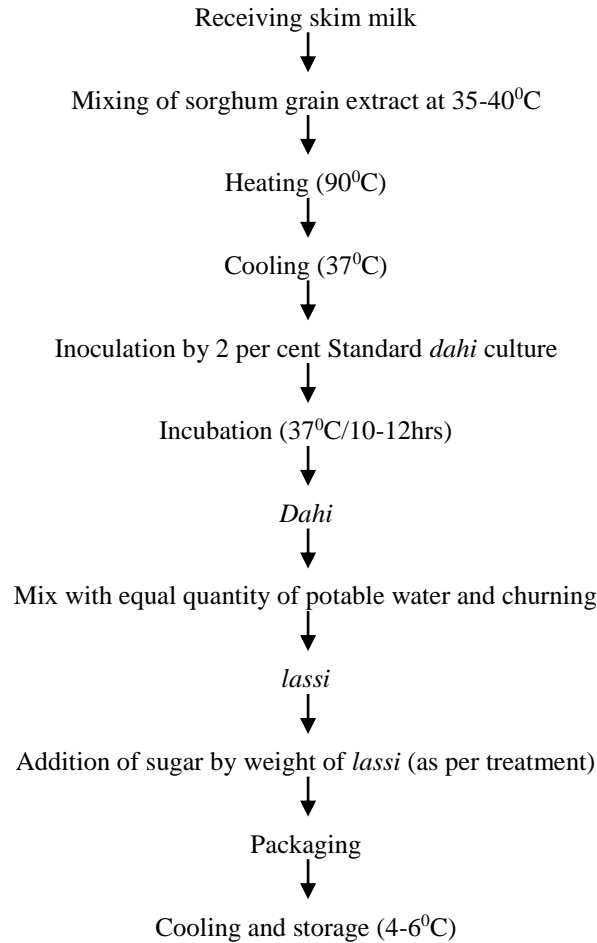 Receiving skim milk
Mixing of sorghum grain extract at 35-40⁰C
Heating (90⁰C)
Cooling (37⁰C)
Inoculation by 2 per cent Standard dahi culture
Incubation (37⁰C/10-12hrs)
Dahi
Mix with equal quantity of potable water and churning
lassi
Addition of sugar by weight of lassi (as per treatment)
Packaging
Cooling and storage (4-6⁰C)